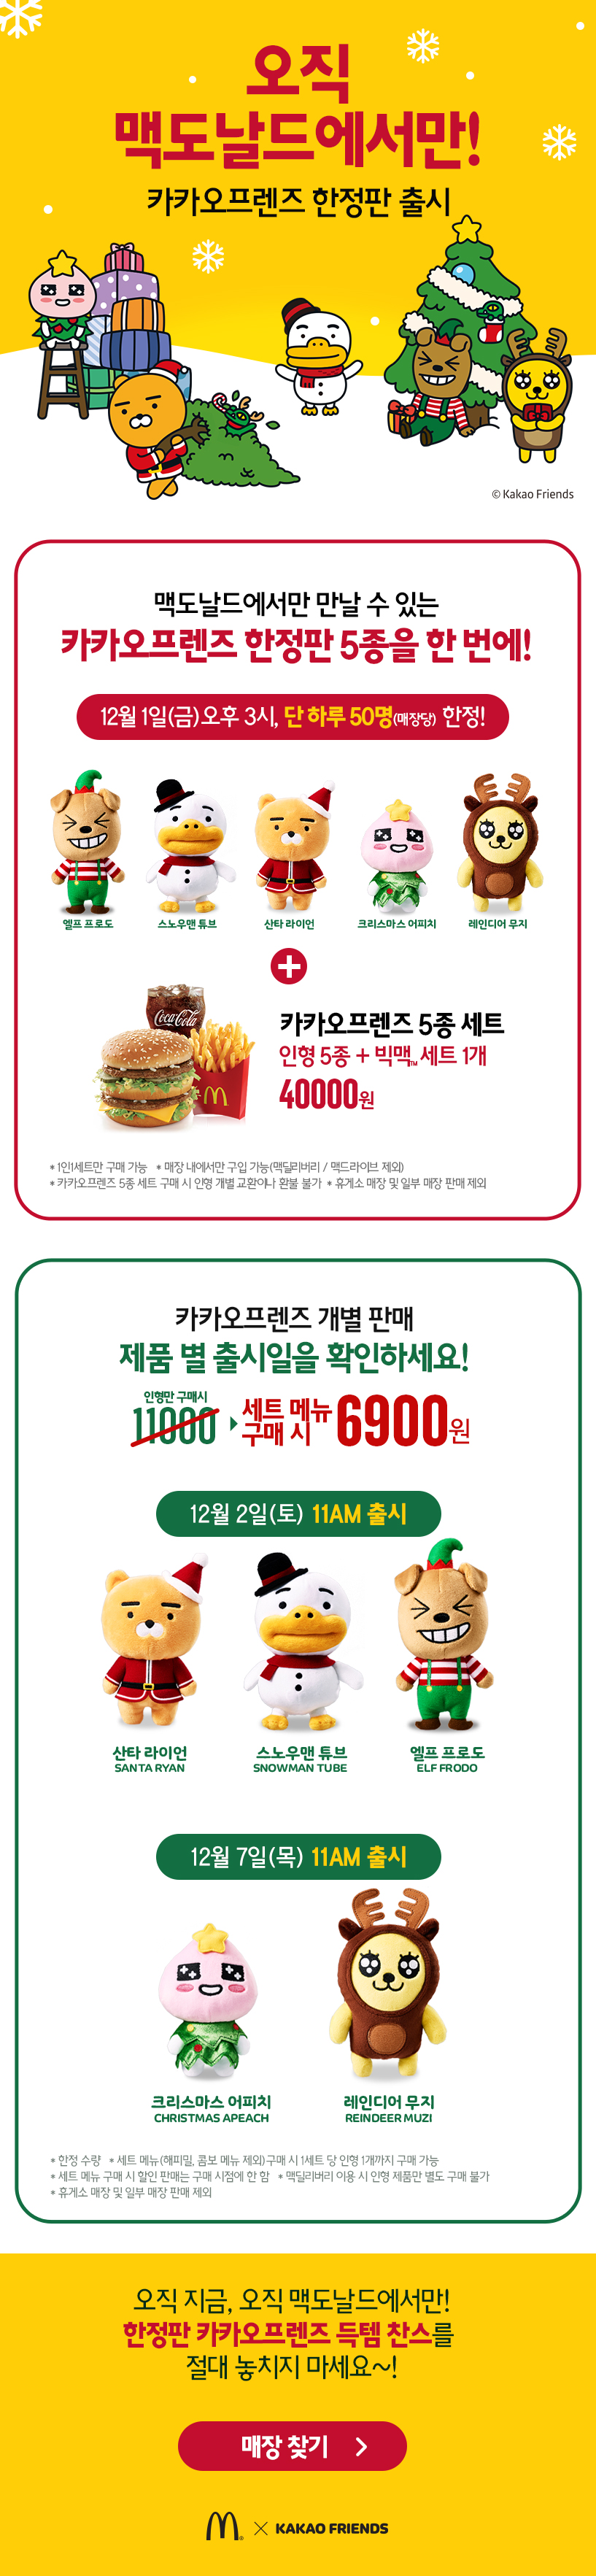 오직
맥도날드에서만!
카카오프렌즈 한정판 출시
© Kakao Friends
맥도날드에서만 만날 수 있는
카카오프렌즈 한정판 5종을 한 번에!
12월 1일(금)오후 3시, 단 하루 50명(매장당) 한정!
엘프 프로도 스노우맨 튜브 산타 라이언 크리스마스 어피치 레인디어 무지
Coca-Cola
카카오프렌즈 5종 세트
인형 5종 + 빅맥™ 세트 1개
40000원
* 1인1세트만 구매 가능 * 매장 내에서만 구입 가능(맥딜리버리 / 맥드라이브 제외)
* 카카오프렌즈 5종 세트 구매 시 인형 개별 교환이나 환불 불가 * 휴게소 매장 및 일부 매장 판매 제외
카카오프렌즈 개별 판매
제품 별 출시일을 확인하세요!
인형만 구매시
11000 세트 메뉴 구매 시 6900원
12월 2일(토) 11AM 출시
산타 라이언 스노우맨 튜브 엘프 프로도
SANTA RYAN SNOWMAN TUBE ELF FRODO
12월 7일(목) 11AM 출시
크리스마스 어피치 레인디어 무지
CHRISTMAS APEACH REINDEER MUZI
* 한정 수량 * 세트 메뉴(해피밀, 콤보 메뉴 제외)구매 시 1세트 당 인형 1개까지 구매 가능
* 세트 메뉴 구매 시 할인 판매는 구매 시점에 한 함 * 맥딜리버리 이용 시 인형 제품만 별도 구매 불가
* 휴게소 매장 및 일부 매장 판매 제외
오직 지금, 오직 맥도날드에서만!
한정판 카카오프렌즈 득템 찬스를
절대 놓치지 마세요~!
매장 찾기 >
® × KAKAO FRIENDS